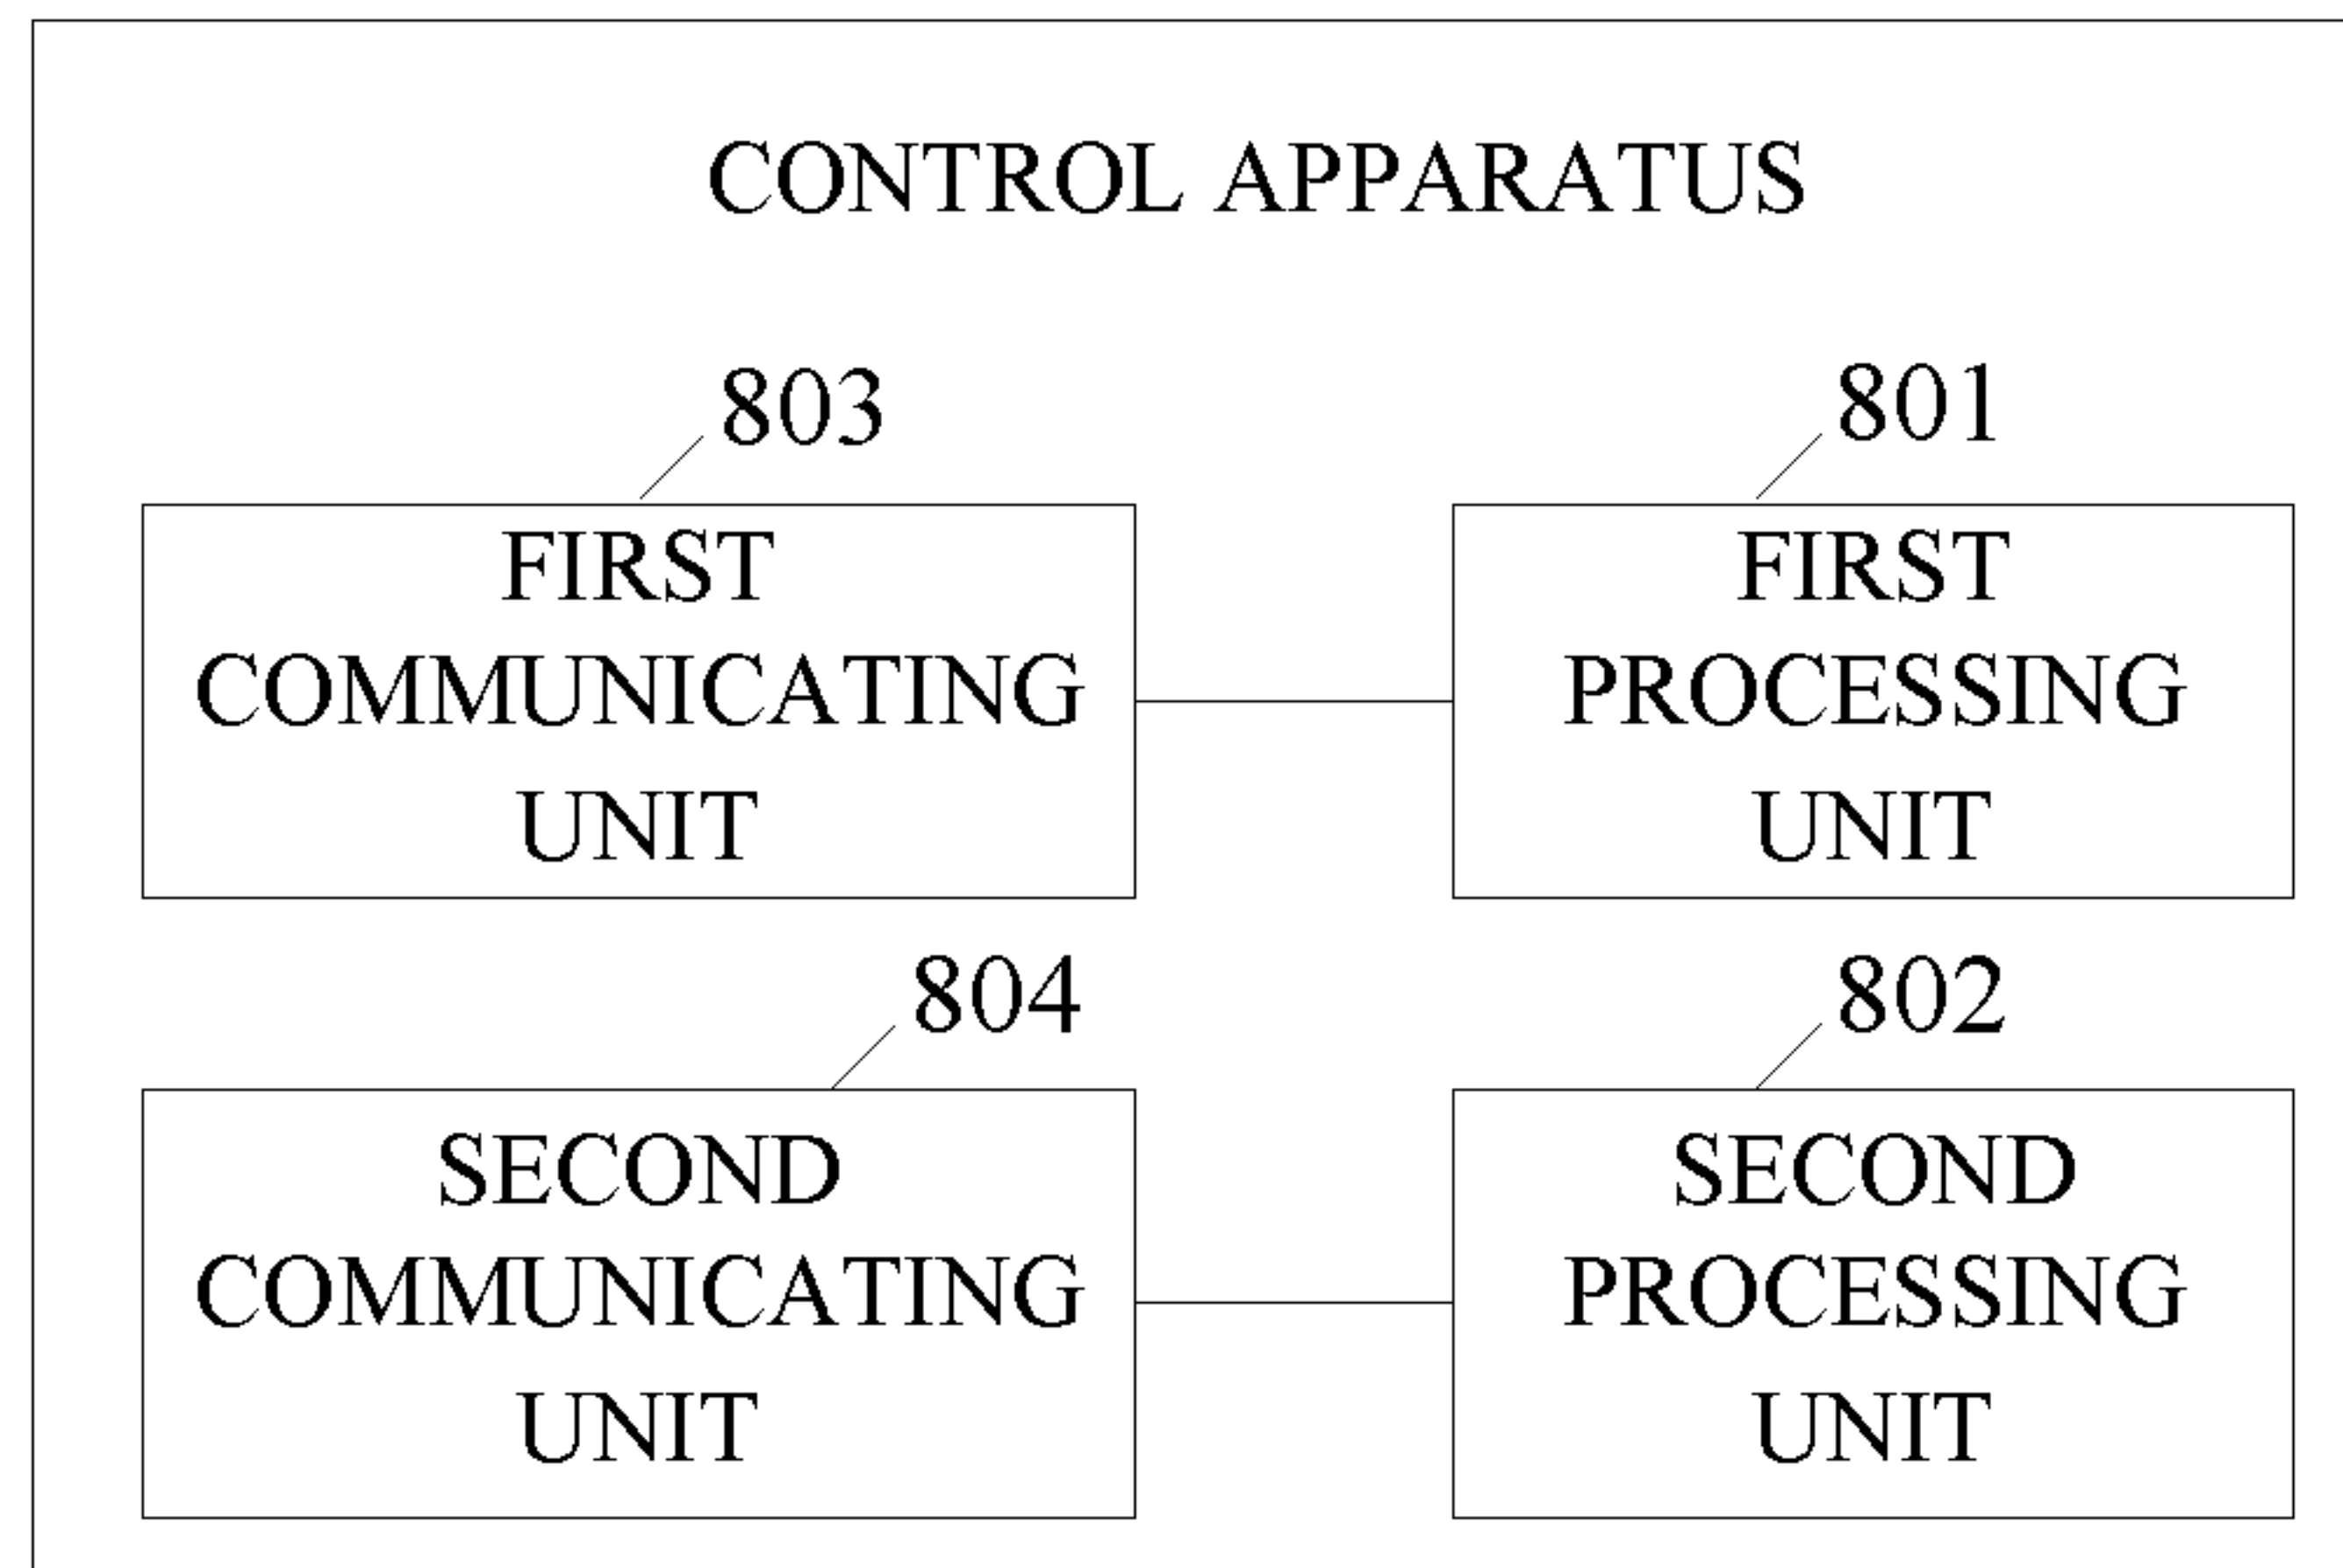 CONTROL APPARATUS
803
FIRST
COMMUNICATING
UNIT
801
FIRST
PROCESSING
UNIT
804
SECOND
COMMUNICATING
UNIT
802
SECOND
PROCESSING
UNIT